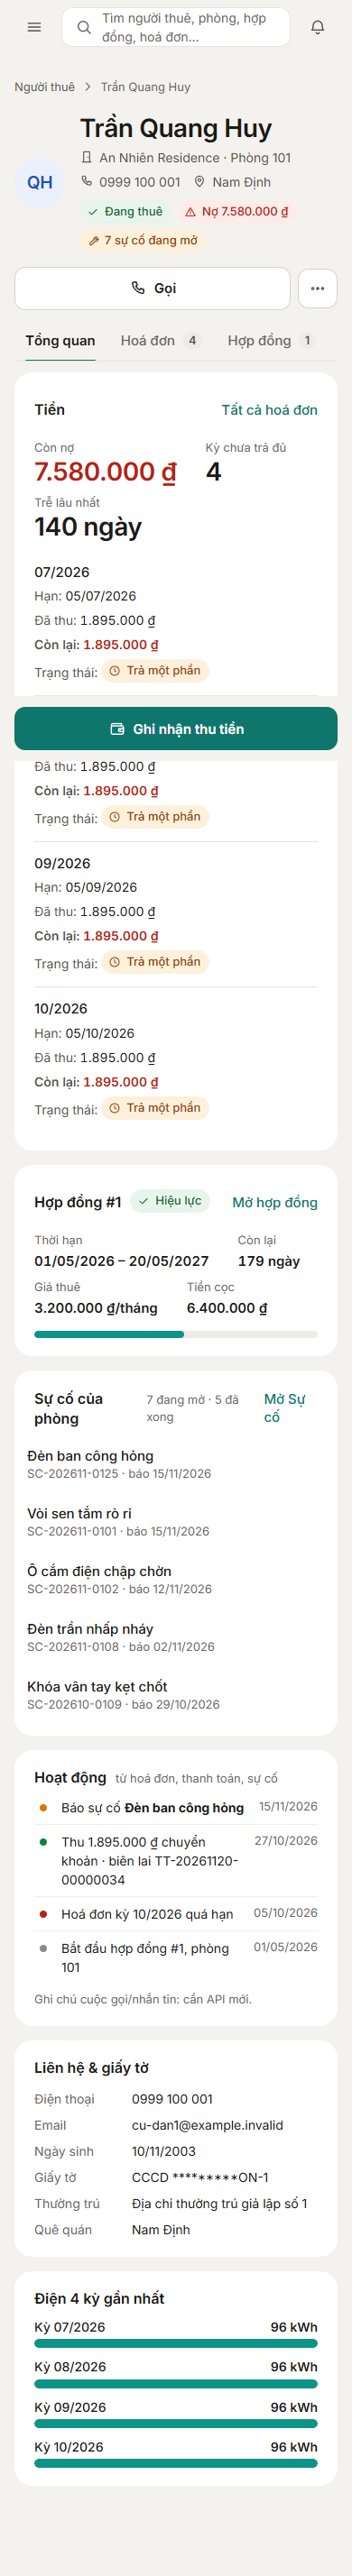 Tìm người thuê, phòng, hợp
đồng, hoá đơn...
Người thuê > Trần Quang Huy
Trần Quang Huy
An Nhiên Residence · Phòng 101
QH
0999 100 001 Nam Định
Đang thuê Nợ 7.580.000 ₫
7 sự cố đang mở
Gọi
Tổng quan Hoá đơn 4 Hợp đồng 1
Tiền Tất cả hoá đơn
Còn nợ Kỳ chưa trả đủ
7.580.000 ₫ 4
Trễ lâu nhất
140 ngày
07/2026
Hạn: 05/07/2026
Đã thu: 1.895.000 ₫
Còn lại: 1.895.000 ₫
Trạng thái: Trả một phần
Ghi nhận thu tiền
Đã thu: 1.895.000 ₫
Còn lại: 1.895.000 ₫
Trạng thái: Trả một phần
09/2026
Hạn: 05/09/2026
Đã thu: 1.895.000 ₫
Còn lại: 1.895.000 ₫
Trạng thái: Trả một phần
10/2026
Hạn: 05/10/2026
Đã thu: 1.895.000 ₫
Còn lại: 1.895.000 ₫
Trạng thái: Trả một phần
Hợp đồng #1 Hiệu lực Mở hợp đồng
Thời hạn Còn lại
01/05/2026 – 20/05/2027 179 ngày
Giá thuê Tiền cọc
3.200.000 ₫/tháng 6.400.000 ₫
Sự cố của
phòng
7 đang mở · 5 đã
xong
Mở Sự
cố
Đèn ban công hỏng
SC-202611-0125 · báo 15/11/2026
Vòi sen tắm rò rỉ
SC-202611-0101 · báo 15/11/2026
Ổ cắm điện chập chờn
SC-202611-0102 · báo 12/11/2026
Đèn trần nhấp nháy
SC-202611-0108 · báo 02/11/2026
Khóa vân tay kẹt chốt
SC-202610-0109 · báo 29/10/2026
Hoạt động từ hoá đơn, thanh toán, sự cố
Báo sự cố Đèn ban công hỏng 15/11/2026
Thu 1.895.000 ₫ chuyển 27/10/2026
khoản · biên lai TT-20261120-
00000034
Hoá đơn kỳ 10/2026 quá hạn 05/10/2026
Bắt đầu hợp đồng #1, phòng 01/05/2026
101
Ghi chú cuộc gọi/nhắn tin: cần API mới.
Liên hệ & giấy tờ
Điện thoại 0999 100 001
Email cu-dan1@example.invalid
Ngày sinh 10/11/2003
Giấy tờ CCCD *********ON-1
Thường trú Địa chỉ thường trú giả lập số 1
Quê quán Nam Định
Điện 4 kỳ gần nhất
Kỳ 07/2026 96 kWh
Kỳ 08/2026 96 kWh
Kỳ 09/2026 96 kWh
Kỳ 10/2026 96 kWh